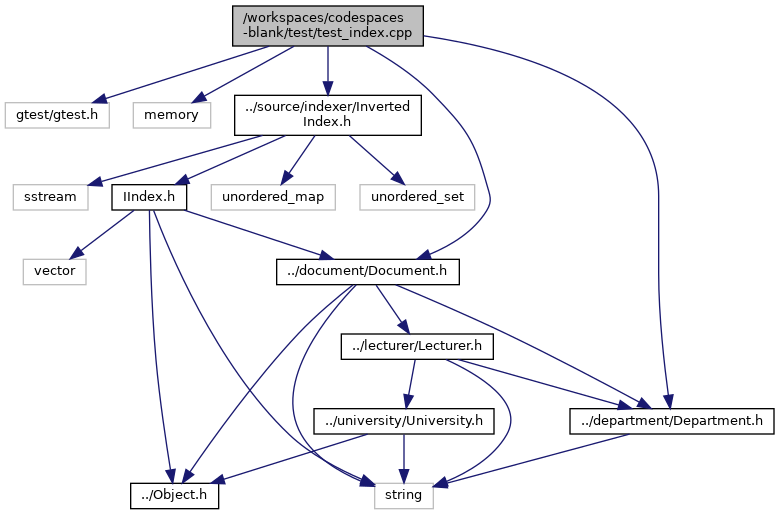 /workspaces/codespaces
-blank/test/test_index.cpp
gtest/gtest.h
memory
../source/indexer/Inverted
Index.h
sstream
IIndex.h
unordered_map
unordered_set
vector
../document/Document.h
../lecturer/Lecturer.h
../university/University.h
../department/Department.h
../Object.h
string